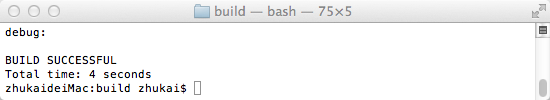 build — bash — 75×5
debug:
BUILD SUCCESSFUL
Total time: 4 seconds
zhukaideiMac:build zhukai$